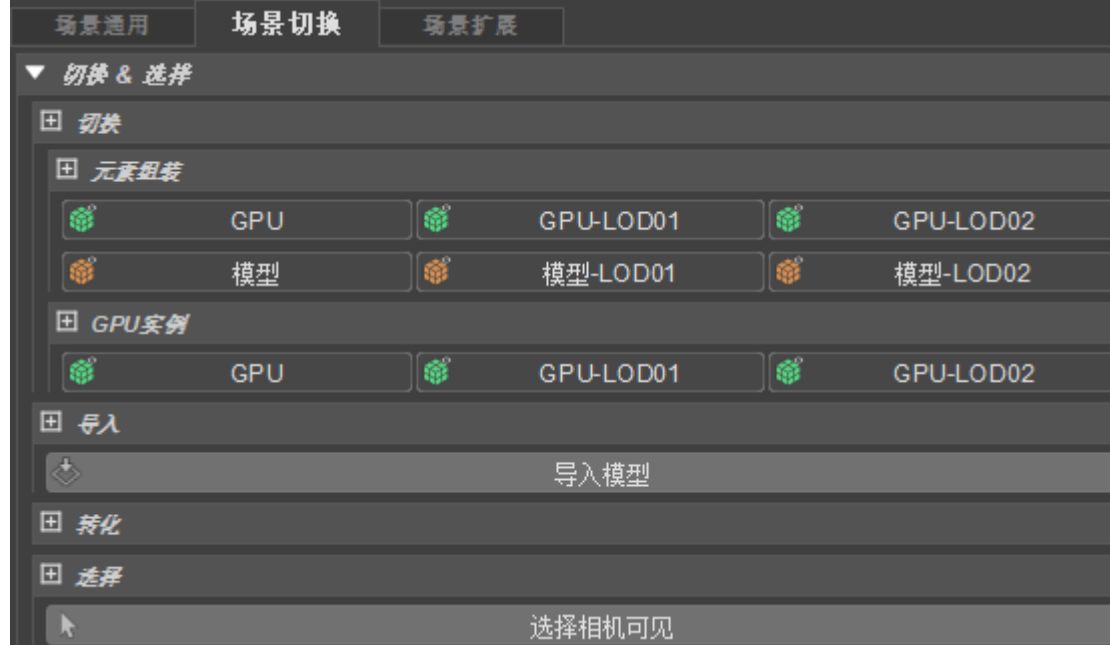 场景通用 场景切换 场景扩展
切换 & 选择
切换
元素组装
GPU GPU-LOD01 GPU-LOD02
模型 模型-LOD01 模型-LOD02
GPU实例
GPU GPU-LOD01 GPU-LOD02
导入
导入模型
转化
选择
选择相机可见